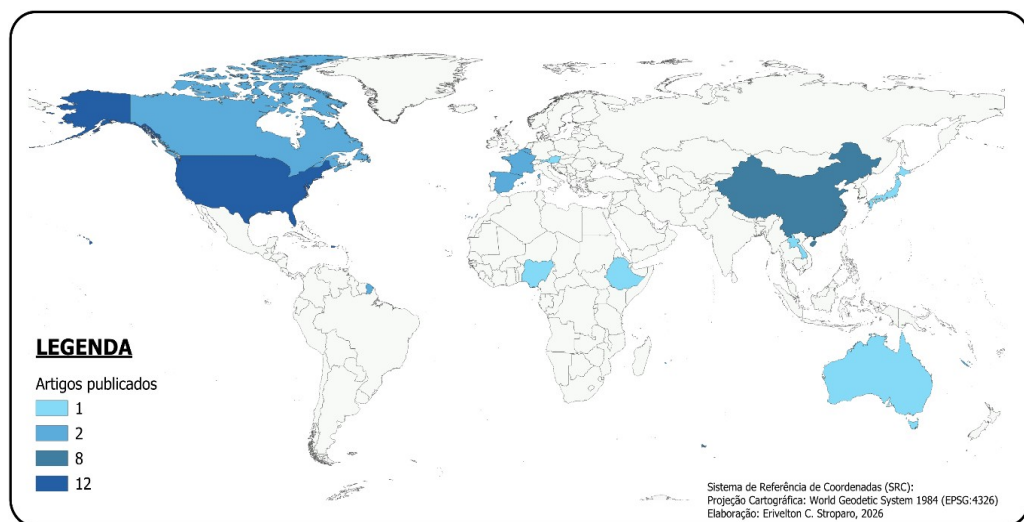 LEGENDA
Artigos publicados
1
2
8
12
Sistema de Referência de Coordenadas (SRC):
Projeção Cartográfica: World Geodetic System 1984 (EPSG:4326)
Elaboração: Erivelton C. Stroparo, 2026